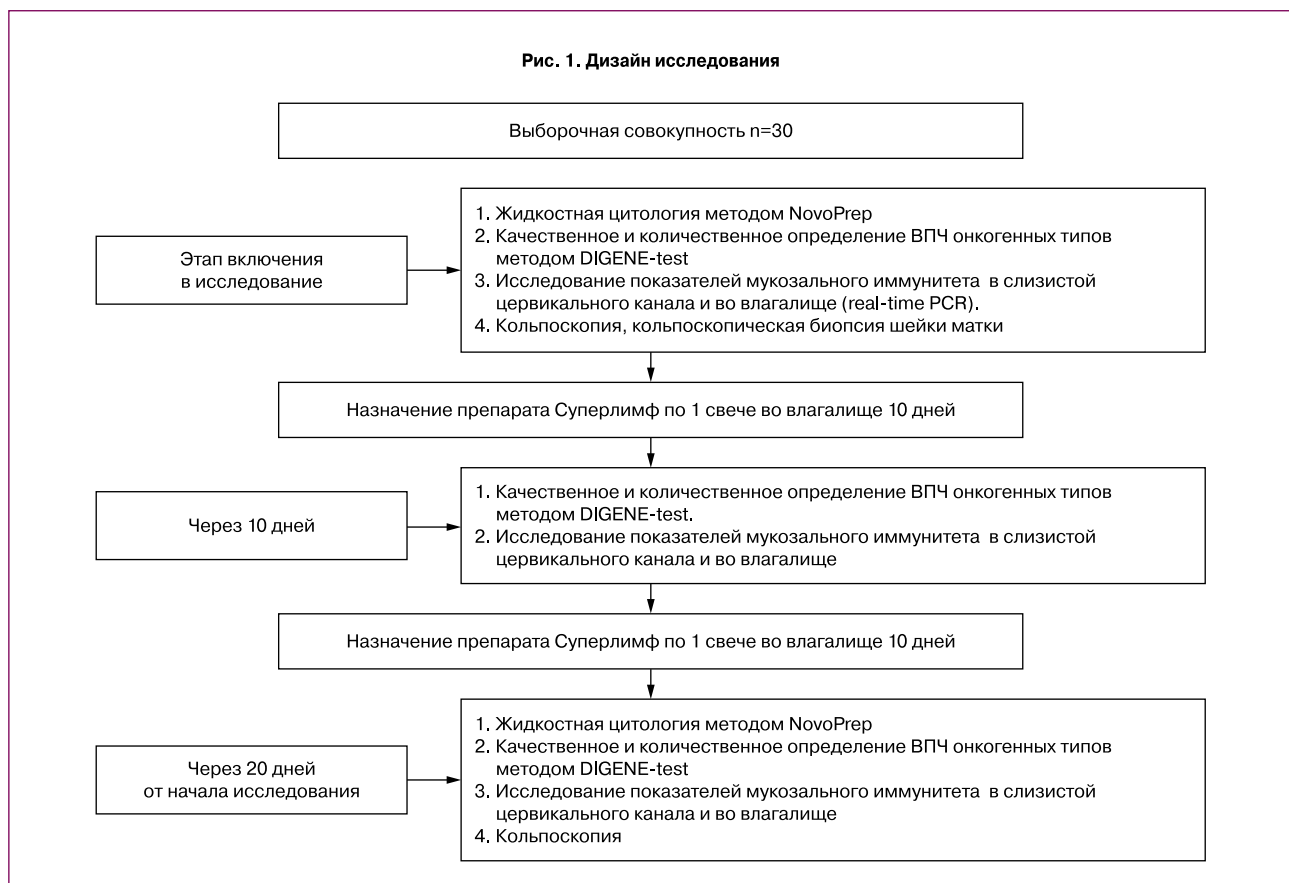 Рис. 1. Дизайн исследования
Выборочная совокупность n=30
Этап включения
в исследование
1. Жидкостная цитология методом NovoPrep
2. Качественное и количественное определение ВПЧ онкогенных типов
методом DIGENE-test
3. Исследование показателей мукозального иммунитета в слизистой
цервикального канала и во влагалище (real-time PCR).
4. Кольпоскопия, кольпоскопическая биопсия шейки матки
Назначение препарата Суперлимф по 1 свече во влагалище 10 дней
Через 10 дней
1. Качественное и количественное определение ВПЧ онкогенных типов
методом DIGENE-test.
2. Исследование показателей мукозального иммунитета в слизистой
цервикального канала и во влагалище
Назначение препарата Суперлимф по 1 свече во влагалище 10 дней
Через 20 дней
от начала исследования
1. Жидкостная цитология методом NovoPrep
2. Качественное и количественное определение ВПЧ онкогенных типов
методом DIGENE-test
3. Исследование показателей мукозального иммунитета в слизистой
цервикального канала и во влагалище
4. Кольпоскопия